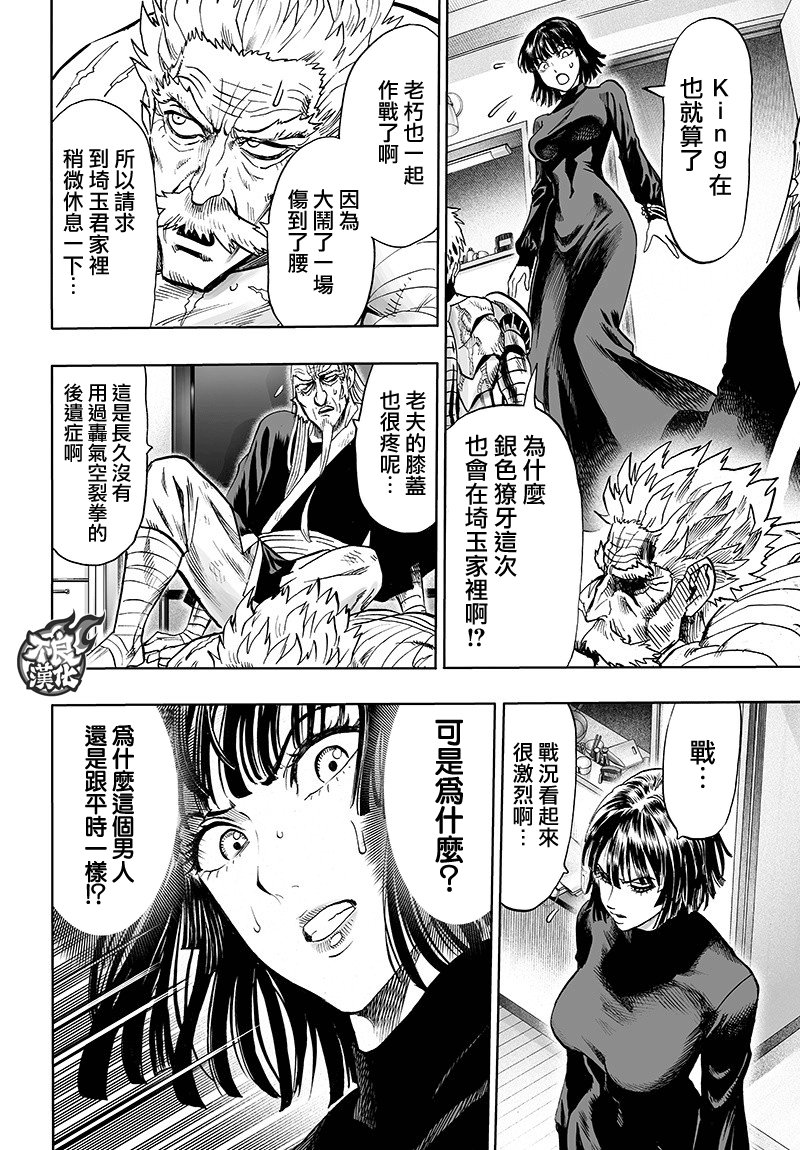 King在
也就算了
為什麼
銀色獠牙這次
也會在埼玉家裡啊!?
老朽也一起
作戰了啊
因為
大鬧了一場
傷到了腰
所以請求
到埼玉君家裡
稍微休息一下…
老夫的膝蓋
也很疼呢…
這是長久沒有
用過轟氣空裂拳的
後遺症啊
戰…
戰況看起來
很激烈啊…
可是為什麼?
為什麼這個男人
還是跟平時一樣!?
不良
漢化